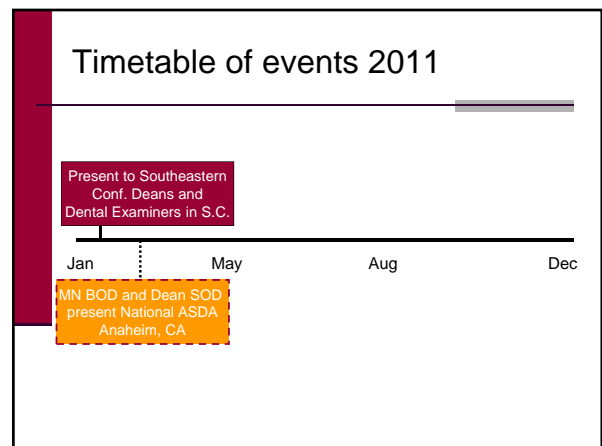 Timetable of events 2011
Present to Southeastern
Conf. Deans and
Dental Examiners in S.C.
Jan May Aug Dec
MN BOD and Dean SOD
present National ASDA
Anaheim, CA